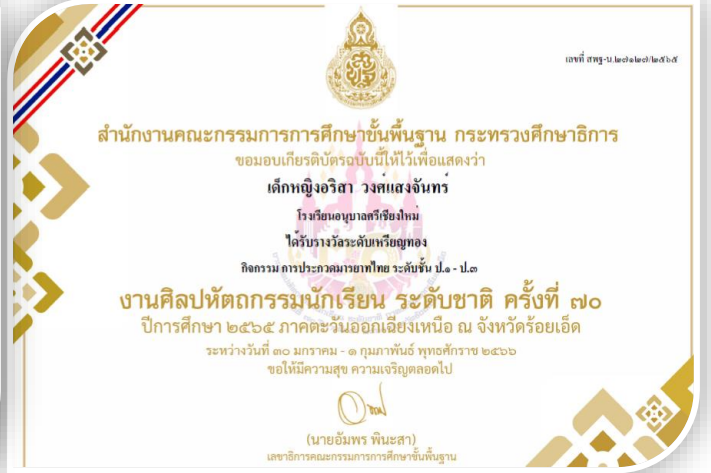 เลขที่ สพฐ-น.๒๗๑๒๗/๒๕๖๕
สำนักงานคณะกรรมการการศึกษาขั้นพื้นฐาน กระทรวงศึกษาธิการ
ขอมอบเกียรติบัตรฉบับนี้ให้ไว้เพื่อแสดงว่า
เด็กหญิงอริสา วงศ์แสงจันทร์
โรงเรียนอนุบาลศรีเชียงใหม่
ได้รับรางวัลระดับเหรียญทอง
กิจกรรม การประกวดมารยาทไทย ระดับชั้น ป.๑ - ป.๓
งานศิลปหัตถกรรมนักเรียน ระดับชาติ ครั้งที่ ๗๐
ปีการศึกษา ๒๕๖๕ ภาคตะวันออกเฉียงเหนือ ณ จังหวัดร้อยเอ็ด
ระหว่างวันที่ ๓๐ มกราคม - ๑ กุมภาพันธ์ พุทธศักราช ๒๕๖๖
ขอให้มีความสุข ความเจริญตลอดไป
(นายอัมพร พินะสา)
เลขาธิการคณะกรรมการการศึกษาขั้นพื้นฐาน